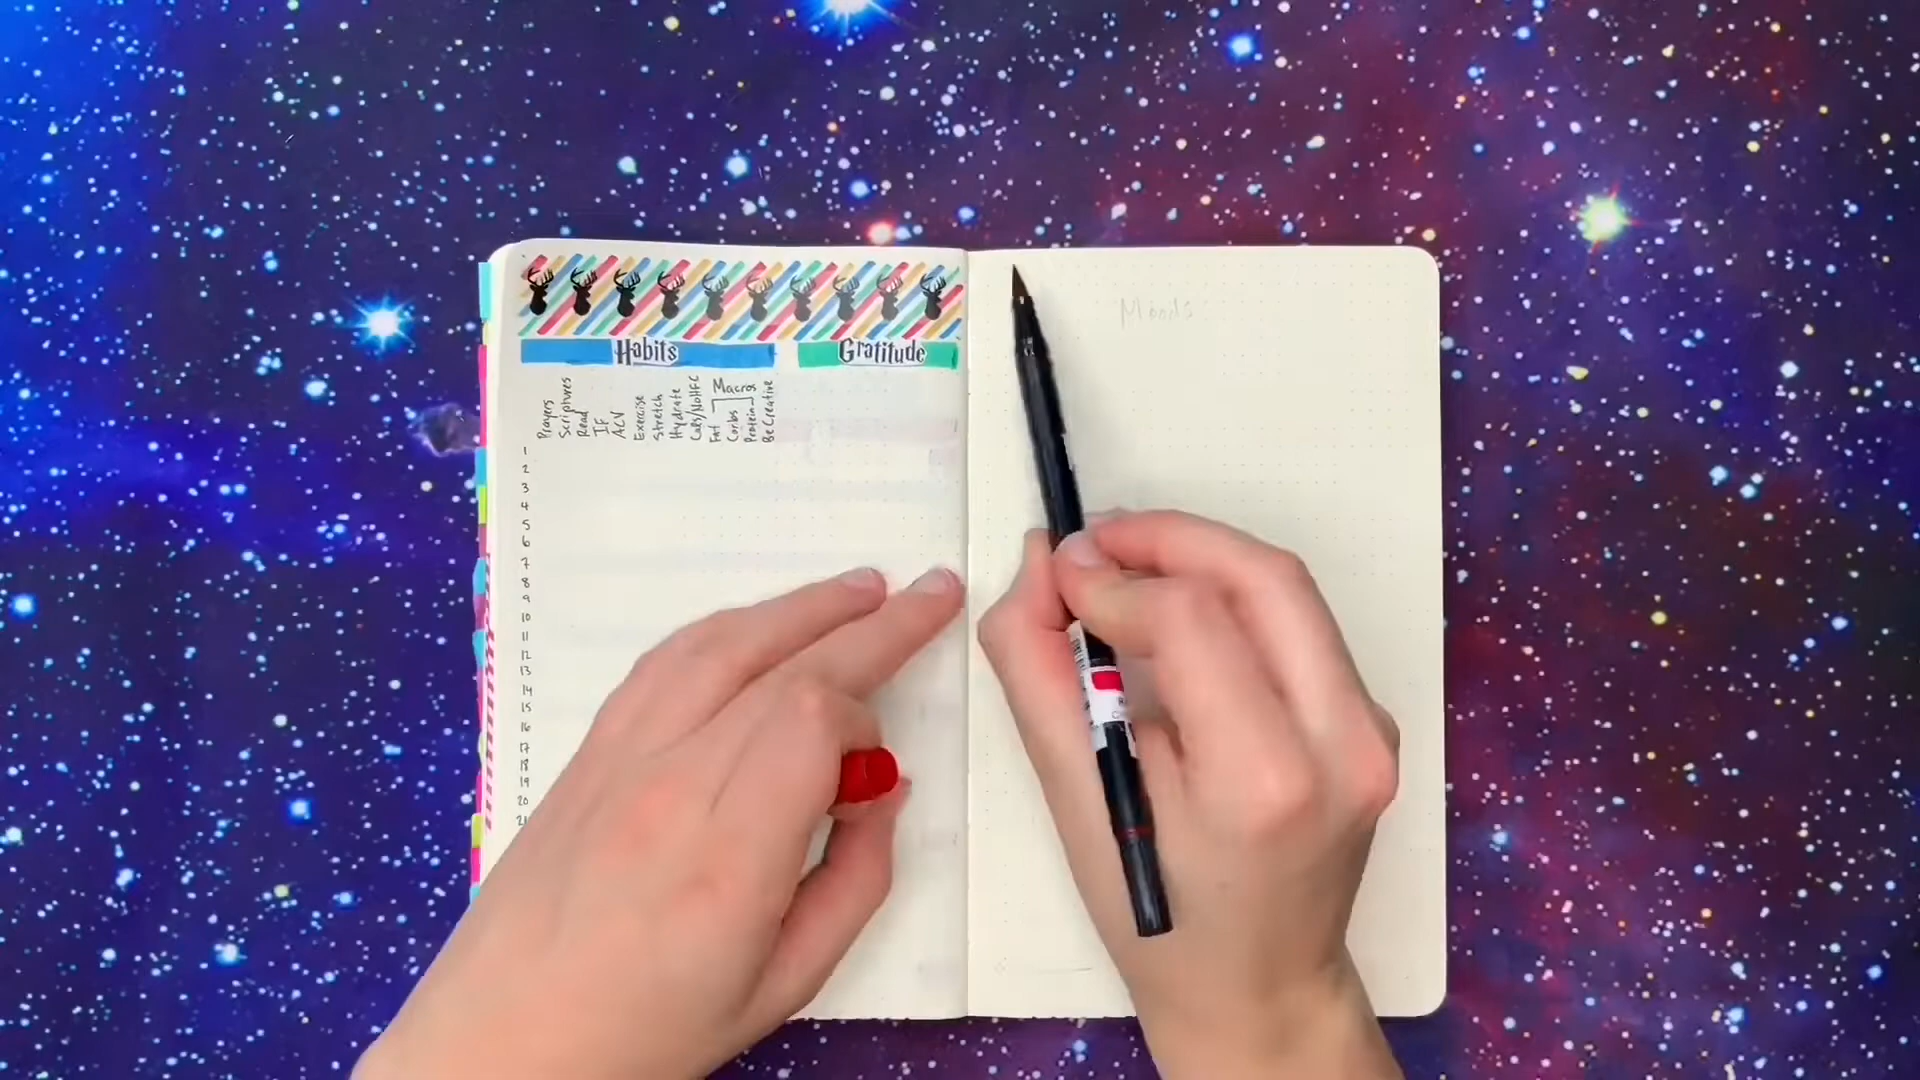 Habits
Gratitude
Prayers
Scriptures
Read
IF
ACV
Exercise
Stretch
Hydrate
Macros
Fat
Carbs
Protein
Be Creative
1
2
3
4
5
6
7
8
9
10
11
12
13
14
15
16
17
18
19
20
21
Moods